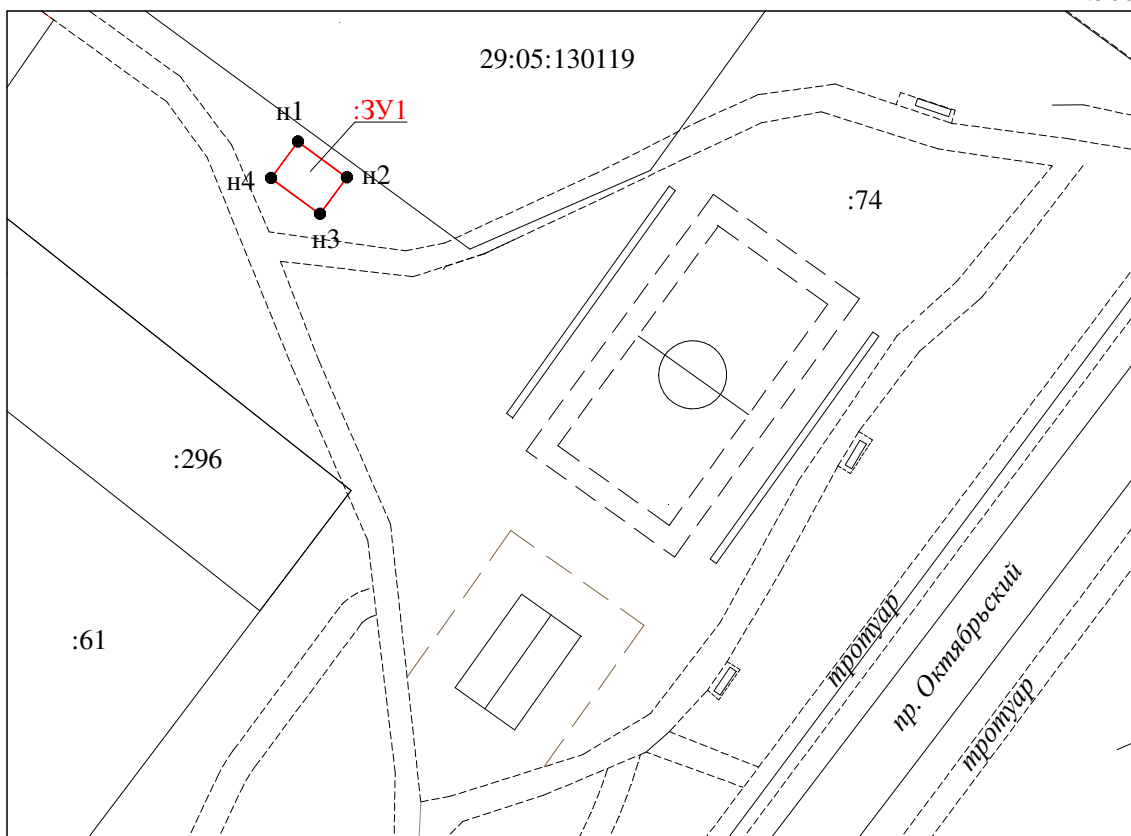 29:05:130119
:ЗУ1
н1
н2
н4
н3
:74
:296
:61
тротуар
пр. Октябрьский
тротуар